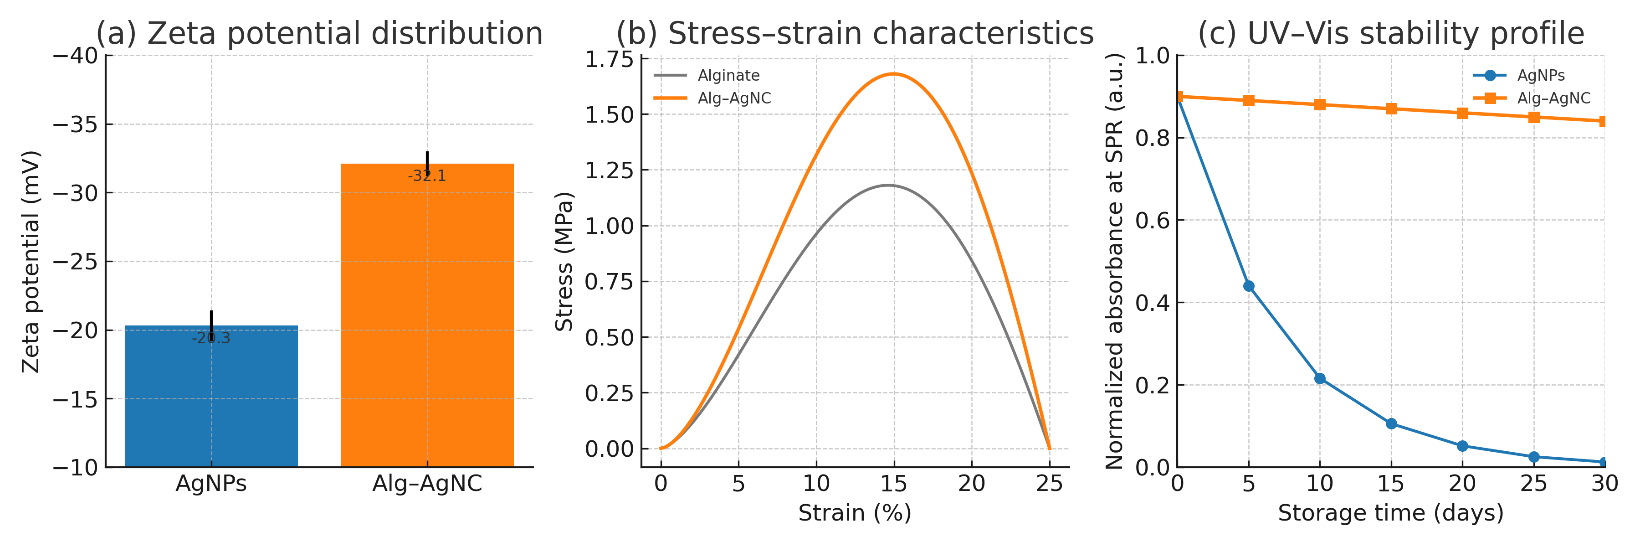 (a) Zeta potential distribution
Zeta potential (mV)
−40
−35
−30
−25
−20
−15
−10
-20.3
-32.1
AgNPs
Alg–AgNC
(b) Stress–strain characteristics
Stress (MPa)
1.75
1.50
1.25
1.00
0.75
0.50
0.25
0.00
Alginate
Alg–AgNC
0 5 10 15 20 25
Strain (%)
(c) UV–Vis stability profile
Normalized absorbance at SPR (a.u.)
1.0
0.8
0.6
0.4
0.2
0.0
AgNPs
Alg–AgNC
0 5 10 15 20 25 30
Storage time (days)